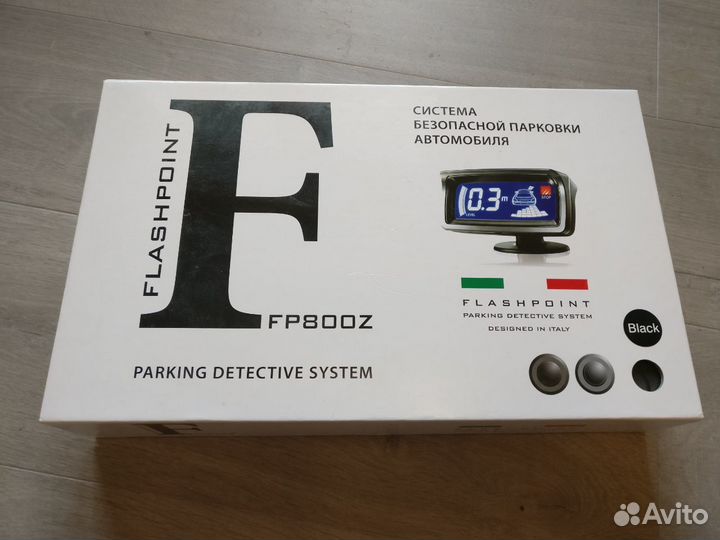 FLASHPOINT
F
FP800Z
PARKING DETECTIVE SYSTEM
СИСТЕМА
БЕЗОПАСНОЙ ПАРКОВКИ
АВТОМОБИЛЯ
0.3m
STOP
LEVEL
FLASHPOINT
PARKING DETECTIVE SYSTEM
DESIGNED IN ITALY
Black
Avito